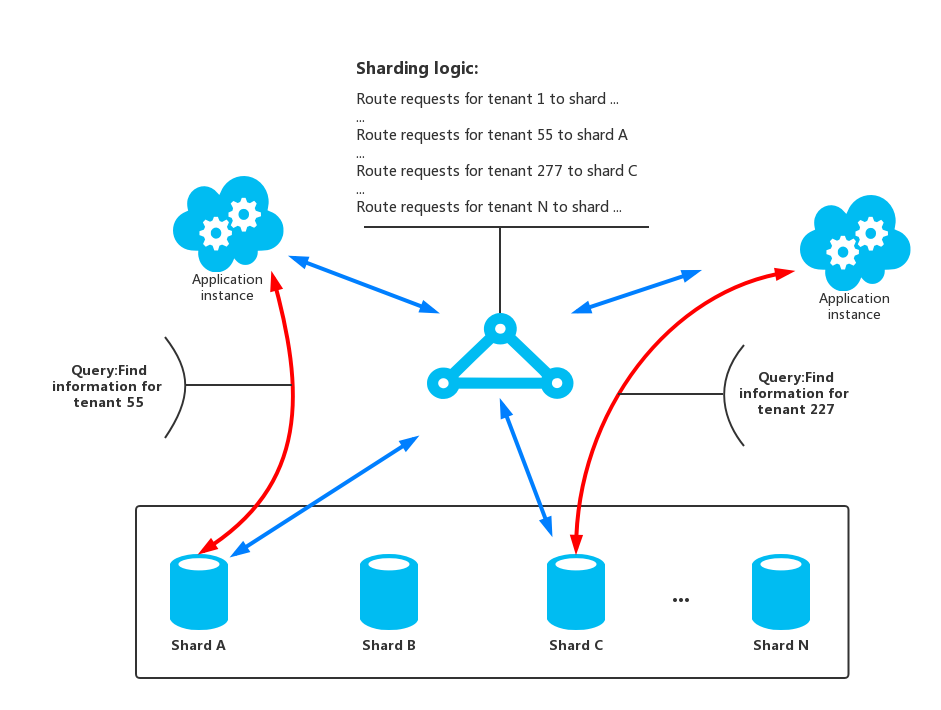 Sharding logic:
Route requests for tenant 1 to shard ...
...
Route requests for tenant 55 to shard A
...
Route requests for tenant 277 to shard C
...
Route requests for tenant N to shard ...
Application
instance
Application
instance
Query:Find
information for
tenant 55
Query:Find
information for
tenant 227
...
Shard A
Shard B
Shard C
Shard N